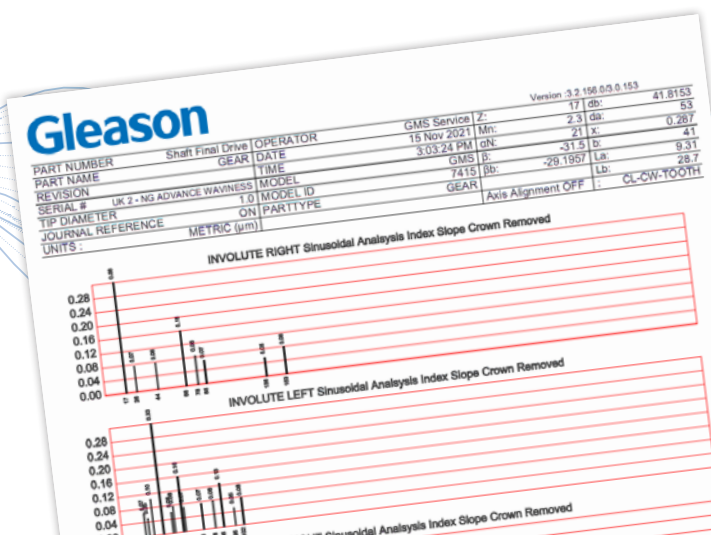 Gleason
Version :3.2.156.0/3.0.153
PART NUMBER Shaft Final Drive OPERATOR GMS Service Z: 17 db: 41.8153
PART NAME GEAR DATE 15 Nov 2021 Mn: 2.3 da: 53
REVISION TIME 3:03:24 PM αN: 21 x: 0.287
SERIAL # UK 2 - NG ADVANCE WAVINESS MODEL GMS β: -31.5 b: 41
TIP DIAMETER 1.0 MODEL ID 7415 βb: -29.1957 La: 9.31
JOURNAL REFERENCE ON PARTTYPE GEAR Lb: 28.7
UNITS : METRIC (µm) Axis Alignment OFF : CL-CW-TOOTH
INVOLUTE RIGHT Sinusoidal Analsysis Index Slope Crown Removed
0.28
0.24
0.20
0.16
0.12
0.08
0.04
0.00
INVOLUTE LEFT Sinusoidal Analsysis Index Slope Crown Removed
0.28
0.24
0.20
0.16
0.12
0.08
0.04
Sinusoidal Analsysis Index Slope Crown Removed